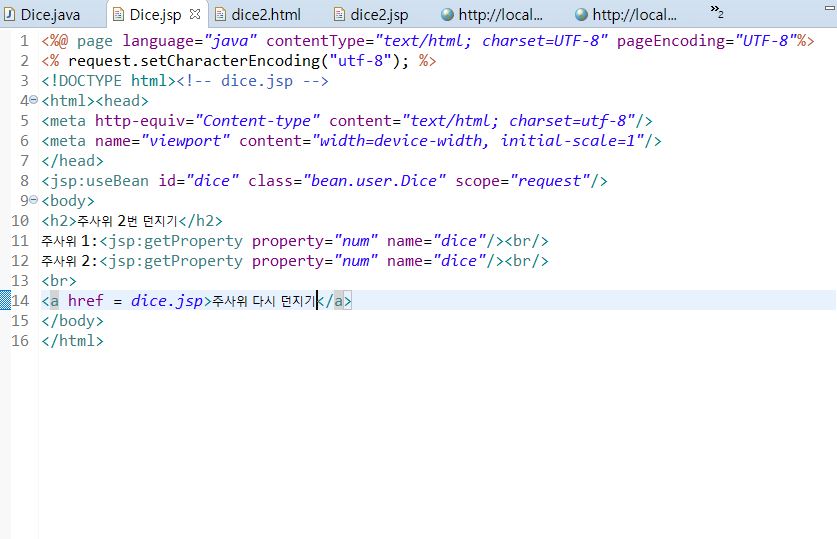 Dice.java Dice.jsp dice2.html dice2.jsp http://local... http://local... »2
1 <%@ page language="java" contentType="text/html; charset=UTF-8" pageEncoding="UTF-8"%>
2 <% request.setCharacterEncoding("utf-8"); %>
3 <!DOCTYPE html><!-- dice.jsp -->
4 <html><head>
5 <meta http-equiv="Content-type" content="text/html; charset=utf-8"/>
6 <meta name="viewport" content="width=device-width, initial-scale=1"/>
7 </head>
8 <jsp:useBean id="dice" class="bean.user.Dice" scope="request"/>
9 <body>
10 <h2>주사위 2번 던지기</h2>
11 주사위 1:<jsp:getProperty property="num" name="dice"/><br/>
12 주사위 2:<jsp:getProperty property="num" name="dice"/><br/>
13 <br>
14 <a href = dice.jsp>주사위 다시 던지기</a>
15 </body>
16 </html>